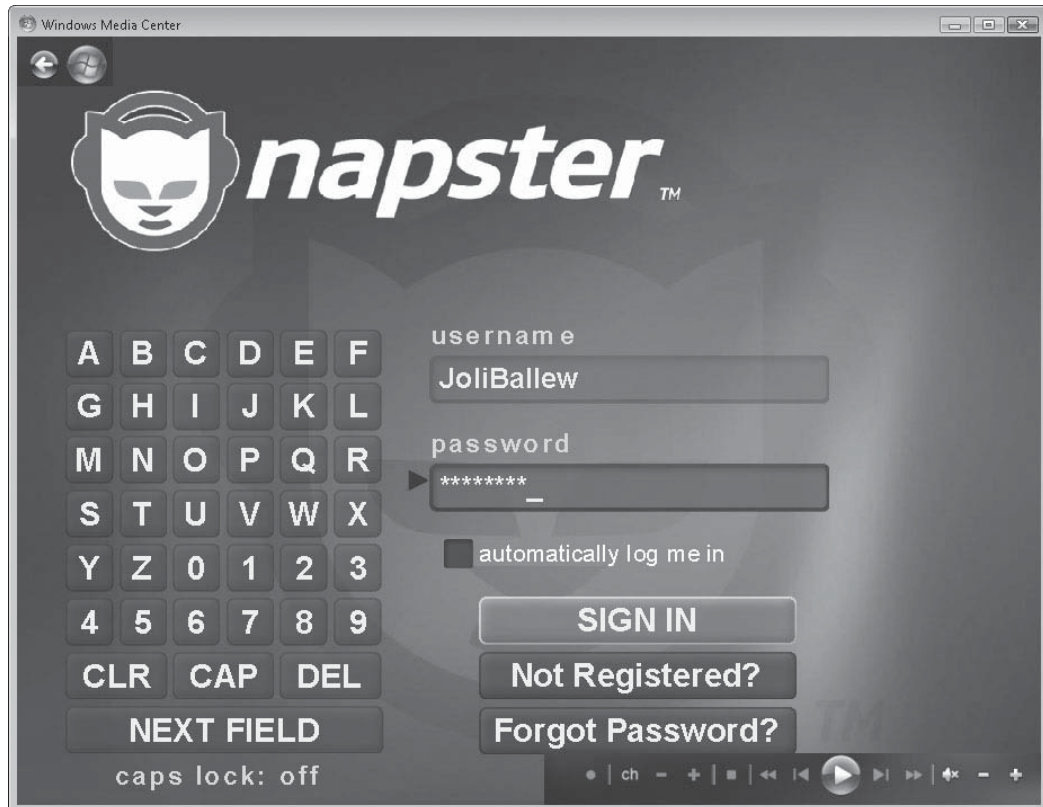 Windows Media Center
napster TM
username
JoliBallew
password
********_
automatically log me in
A B C D E F
G H I J K L
M N O P Q R
S T U V W X
Y Z 0 1 2 3
4 5 6 7 8 9
CLR CAP DEL
NEXT FIELD
caps lock: off
SIGN IN
Not Registered?
Forgot Password?
TM
ch